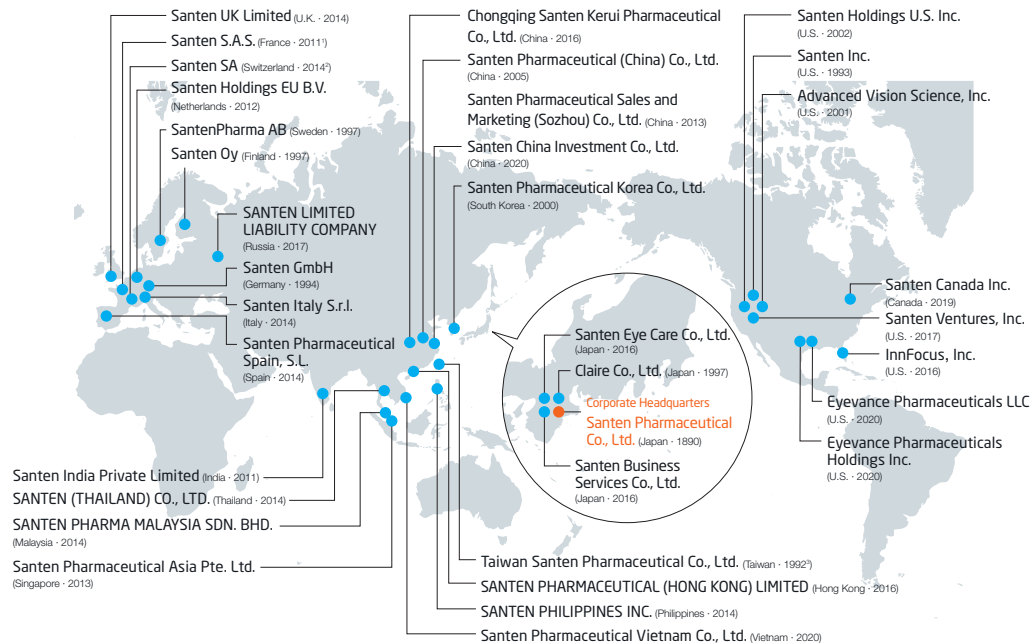 Santen UK Limited (U.K. · 2014)
Santen S.A.S. (France · 2011¹)
Santen SA (Switzerland · 2014²)
Santen Holdings EU B.V.
(Netherlands · 2012)
SantenPharma AB (Sweden · 1997)
Santen Oy (Finland · 1997)
SANTEN LIMITED
LIABILITY COMPANY
(Russia · 2017)
Santen GmbH
(Germany · 1994)
Santen Italy S.r.l.
(Italy · 2014)
Santen Pharmaceutical
Spain, S.L.
(Spain · 2014)
Chongqing Santen Kerui Pharmaceutical
Co., Ltd. (China · 2016)
Santen Pharmaceutical (China) Co., Ltd.
(China · 2005)
Santen Pharmaceutical Sales and
Marketing (Sozhou) Co., Ltd. (China · 2013)
Santen China Investment Co., Ltd.
(China · 2020)
Santen Pharmaceutical Korea Co., Ltd.
(South Korea · 2000)
Santen Holdings U.S. Inc.
(U.S. · 2002)
Santen Inc.
(U.S. · 1993)
Advanced Vision Science, Inc.
(U.S. · 2001)
Santen Canada Inc.
(Canada · 2019)
Santen Ventures, Inc.
(U.S. · 2017)
InnFocus, Inc.
(U.S. · 2016)
Eyevance Pharmaceuticals LLC
(U.S. · 2020)
Eyevance Pharmaceuticals
Holdings Inc.
(U.S. · 2020)
Santen Eye Care Co., Ltd.
(Japan · 2016)
Claire Co., Ltd. (Japan · 1997)
Corporate Headquarters
Santen Pharmaceutical
Co., Ltd. (Japan · 1890)
Santen Business
Services Co., Ltd.
(Japan · 2016)
Santen India Private Limited (India · 2011)
SANTEN (THAILAND) CO., LTD. (Thailand · 2014)
SANTEN PHARMA MALAYSIA SDN. BHD.
(Malaysia · 2014)
Santen Pharmaceutical Asia Pte. Ltd.
(Singapore · 2013)
Taiwan Santen Pharmaceutical Co., Ltd. (Taiwan · 1992³)
SANTEN PHARMACEUTICAL (HONG KONG) LIMITED (Hong Kong · 2016)
SANTEN PHILIPPINES INC. (Philippines · 2014)
Santen Pharmaceutical Vietnam Co., Ltd. (Vietnam · 2020)